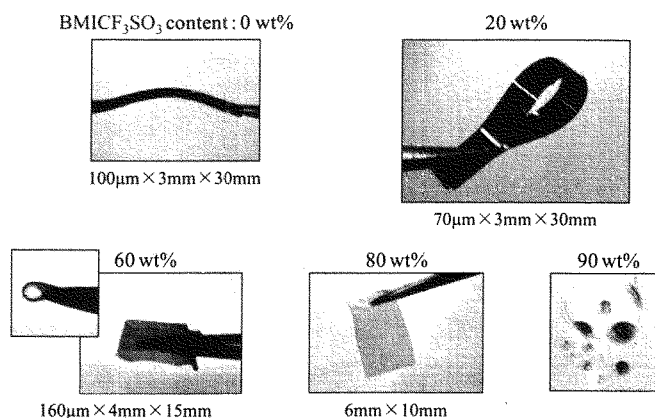 BMICF₃SO₃ content : 0 wt%
20 wt%
100μm×3mm×30mm
70μm×3mm×30mm
60 wt%
80 wt%
90 wt%
160μm×4mm×15mm
6mm×10mm